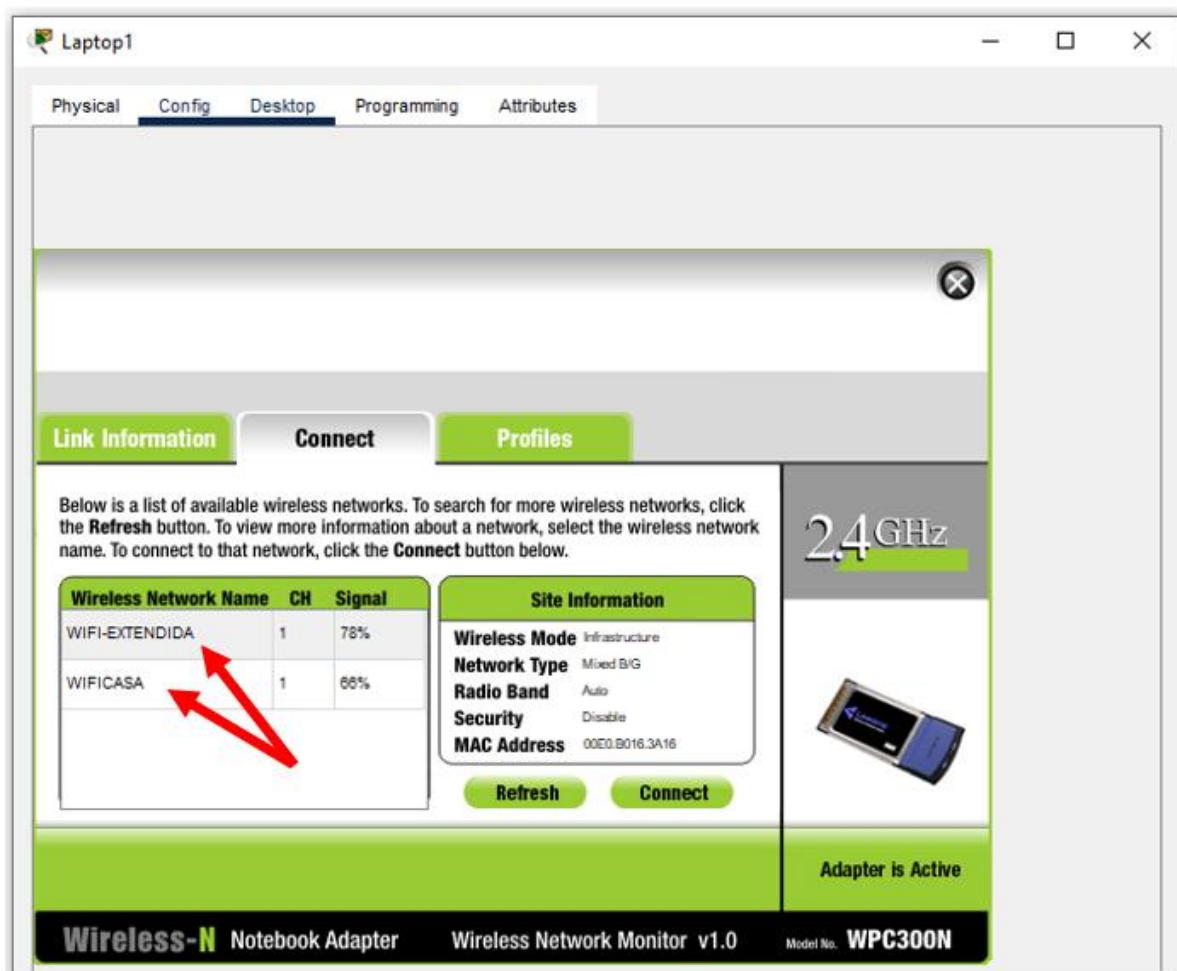 Laptop1
Physical Config Desktop Programming Attributes
Link Information Connect Profiles
Below is a list of available wireless networks. To search for more wireless networks, click
the Refresh button. To view more information about a network, select the wireless network
name. To connect to that network, click the Connect button below.
2.4GHz
Wireless Network Name CH Signal
WIFI-EXTENDIDA 1 78%
WIFICASA 1 66%
Site Information
Wireless Mode Infrastructure
Network Type Mixed B/G
Radio Band Auto
Security Disable
MAC Address 00E0.B016.3A16
Refresh Connect
Adapter is Active
Wireless-N Notebook Adapter Wireless Network Monitor v1.0 Model No. WPC300N